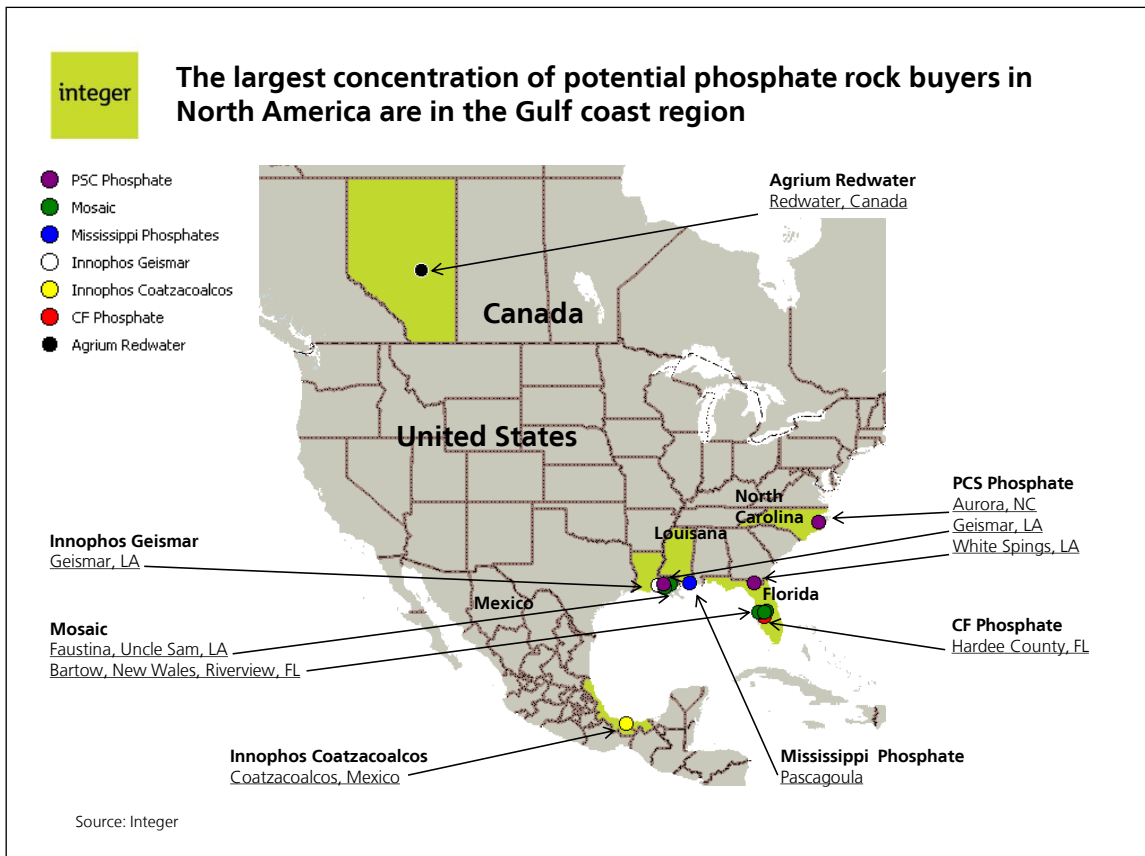 integer
The largest concentration of potential phosphate rock buyers in
North America are in the Gulf coast region
PSC Phosphate
Mosaic
Mississippi Phosphates
Innophos Geismar
Innophos Coatzacoalcos
CF Phosphate
Agrium Redwater
Agrium Redwater
Redwater, Canada
Canada
United States
PCS Phosphate
Aurora, NC
Geismar, LA
White Spings, LA
North
Carolina
Louisana
Innophos Geismar
Geismar, LA
Mexico
Florida
Mosaic
Faustina, Uncle Sam, LA
Bartow, New Wales, Riverview, FL
CF Phosphate
Hardee County, FL
Innophos Coatzacoalcos
Coatzacoalcos, Mexico
Mississippi Phosphate
Pascagoula
Source: Integer